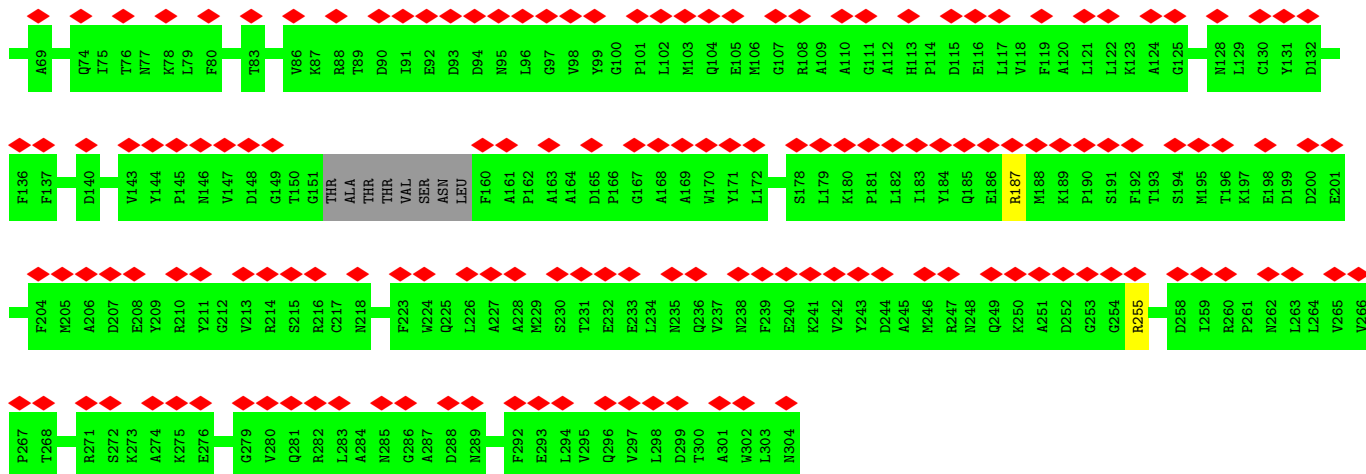 A69 Q74 I75 T76 N77 K78 L79 F80 T83 V86 K87 R88 T89 D90 I91 E92 D93 D94 N95 L96 G97 V98 Y99 G100 P101 L102 M103 Q104 E105 M106 G107 R108 A109 A110 G111 A112 H113 P114 D115 E116 L117 V118 F119 A120 L121 L122 K123 A124 G125 N128 L129 C130 Y131 D132
F136 F137 D140 V143 Y144 P145 N146 V147 D148 G149 T150 G151 THR ALA THR THR VAL SER ASN LEU F160 A161 P162 A163 A164 D165 P166 G167 A168 A169 W170 Y171 L172 S178 L179 K180 P181 L182 I183 Y184 Q185 E186 R187 M188 K189 P190 S191 F192 T193 S194 M195 T196 K197 E198 D199 D200 E201
F204 M205 A206 D207 E208 Y209 R210 Y211 G212 V213 R214 S215 R216 C217 N218 F223 W224 Q225 L226 A227 A228 M229 S230 T231 E232 E233 L234 N235 Q236 V237 N238 F239 E240 K241 V242 Y243 D244 A245 M246 R247 N248 Q249 K250 A251 D252 G253 G254 R255 D258 I259 R260 P261 N262 L263 L264 V265 V266
P267 T268 R271 S272 K273 A274 K275 E276 G279 V280 Q281 R282 L283 A284 N285 G286 A287 D288 N289 F292 E293 L294 V295 Q296 V297 L298 D299 T300 A301 W302 L303 N304